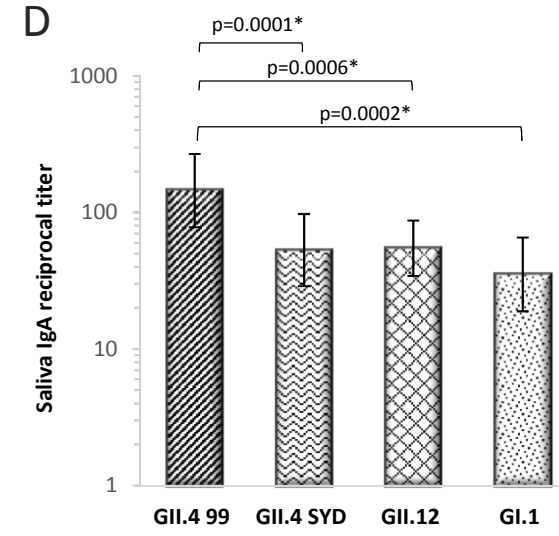 D
p=0.0001*
p=0.0006*
p=0.0002*
1000
100
10
1
Saliva IgA reciprocal titer
GII.4 99 GII.4 SYD GII.12 GI.1